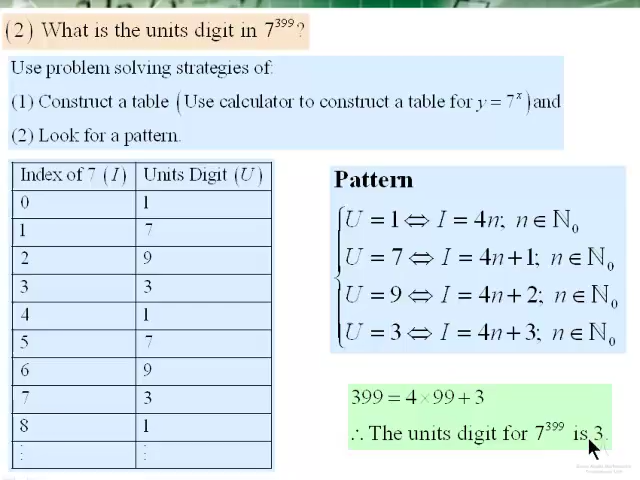 (2) What is the units digit in 7³⁹⁹?
Use problem solving strategies of:
(1) Construct a table (Use calculator to construct a table for y = 7ˣ) and
(2) Look for a pattern.
Index of 7 (I) Units Digit (U)
0 1
1 7
2 9
3 3
4 1
5 7
6 9
7 3
8 1
⋮ ⋮
Pattern
U = 1 ⇔ I = 4n; n ∈ ℕ₀
U = 7 ⇔ I = 4n + 1; n ∈ ℕ₀
U = 9 ⇔ I = 4n + 2; n ∈ ℕ₀
U = 3 ⇔ I = 4n + 3; n ∈ ℕ₀
399 = 4 × 99 + 3
∴ The units digit for 7³⁹⁹ is 3.